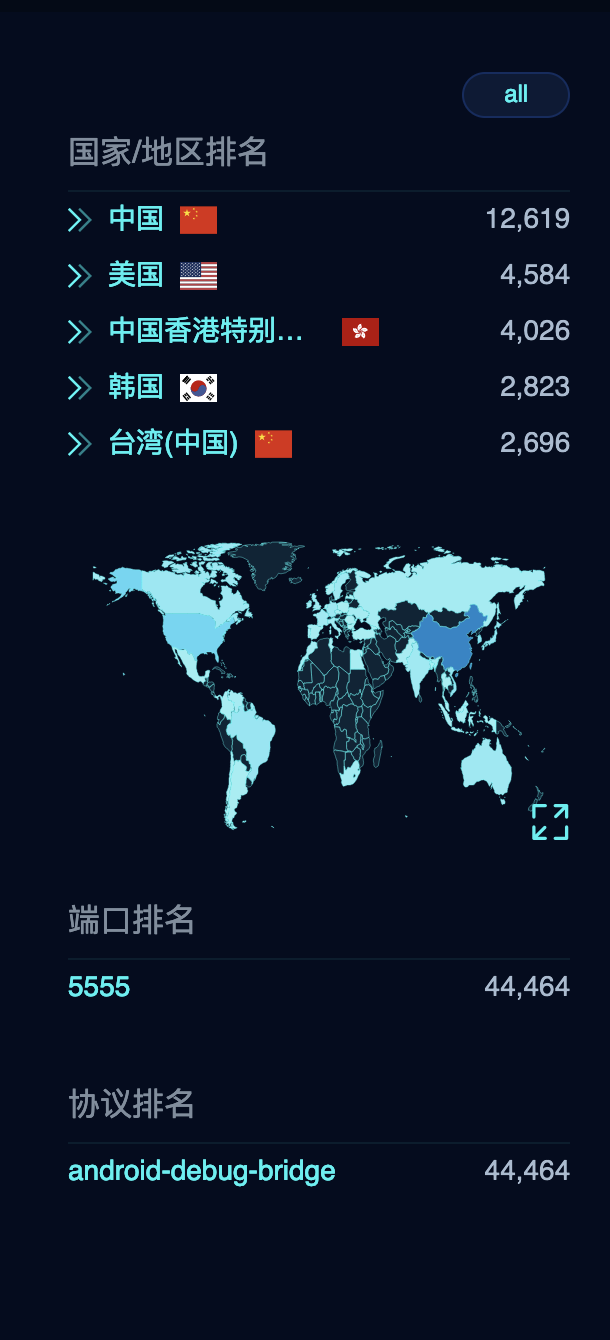 all
国家/地区排名
中国 12,619
美国 4,584
中国香港特别... 4,026
韩国 2,823
台湾(中国) 2,696
端口排名
5555 44,464
协议排名
android-debug-bridge 44,464